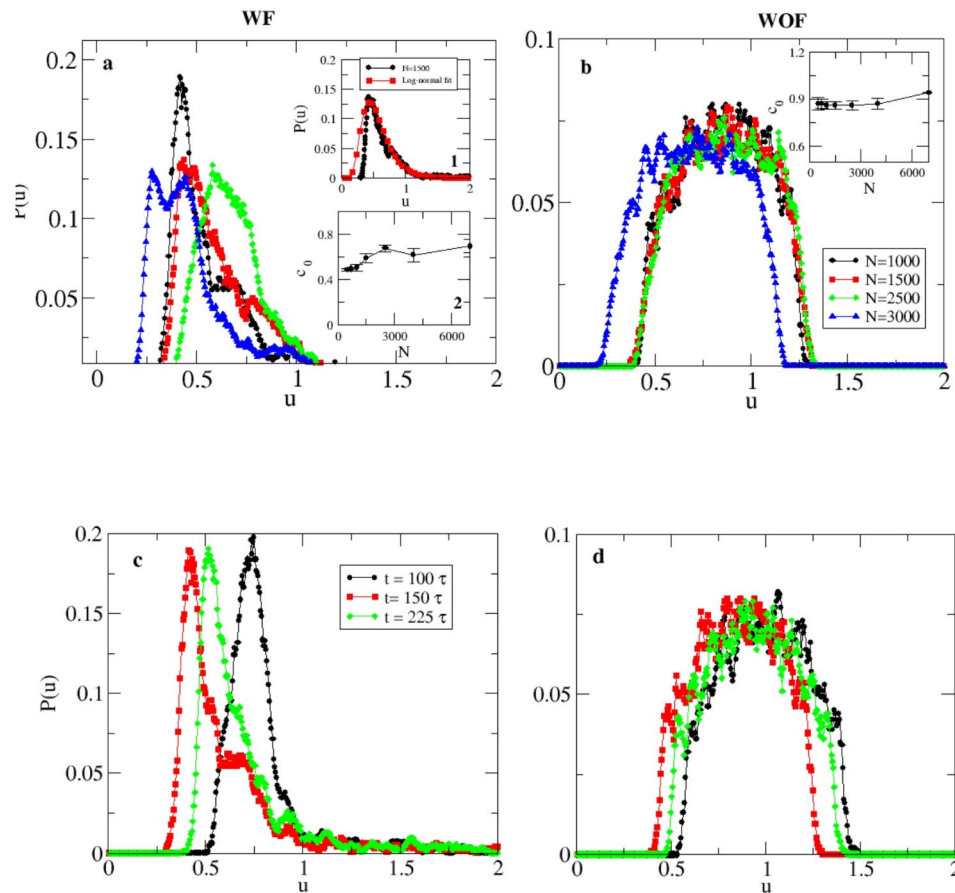 WF
WOF
a
0.2
0.15
0.1
0.05
P(u)
0
0.5
1
1.5
2
u
N=1500
Log-normal fit
P(u)
0.15
0.1
0.05
0
0
1
2
u
1
c0
0.8
0.6
0.4
0.2
0
0
3000
6000
N
2
b
0.1
0.05
0
0
0.5
1
1.5
2
u
c0
1.2
0.9
0.6
0.3
0
3000
6000
N
N=1000
N=1500
N=2500
N=3000
c
P(u)
0.2
0.15
0.1
0.05
0
0
0.5
1
1.5
2
u
t = 100 τ
t= 150 τ
t = 225 τ
d
0.1
0.05
0
0
0.5
1
1.5
2
u